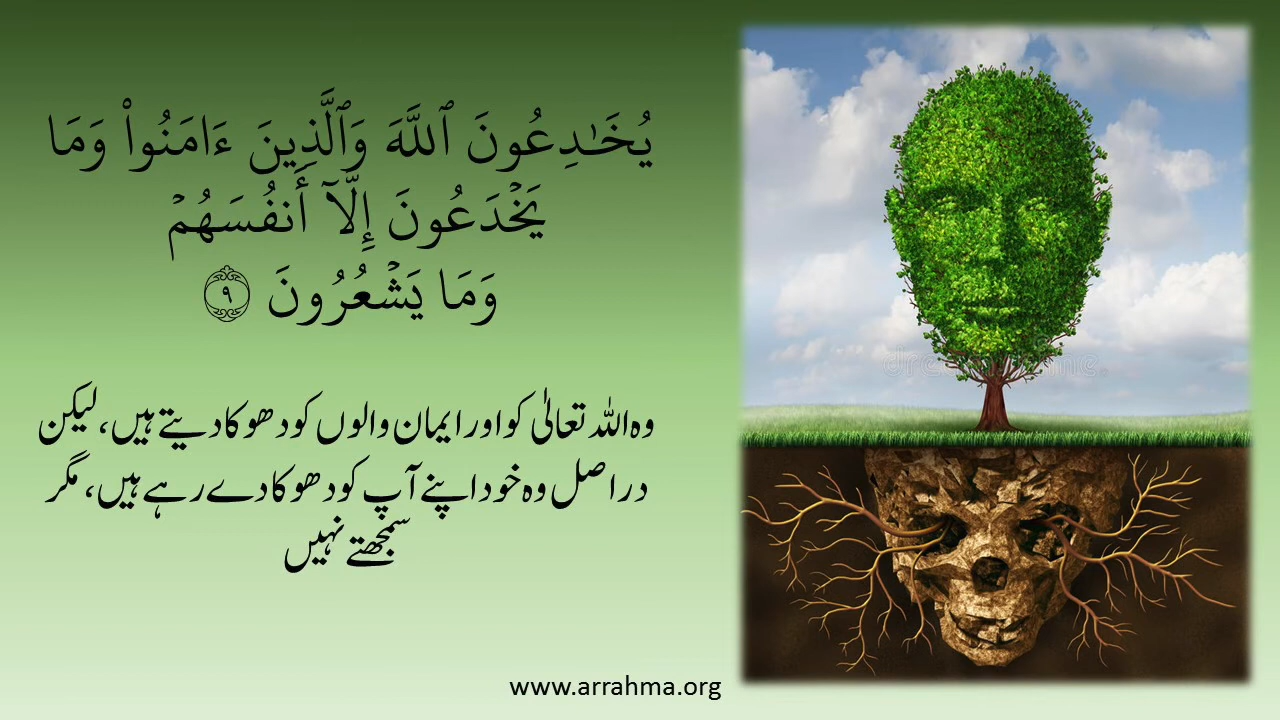 يُخَـٰدِعُونَ ٱللَّهَ وَٱلَّذِينَ ءَامَنُوا۟ وَمَا
يَخْدَعُونَ إِلَّآ أَنفُسَهُمْ
وَمَا يَشْعُرُونَ ۝٩
وہ اللہ تعالیٰ کو اور ایمان والوں کو دھوکا دیتے ہیں، لیکن
دراصل وہ خود اپنے آپ کو دھوکا دے رہے ہیں، مگر
سمجھتے نہیں
www.arrahma.org